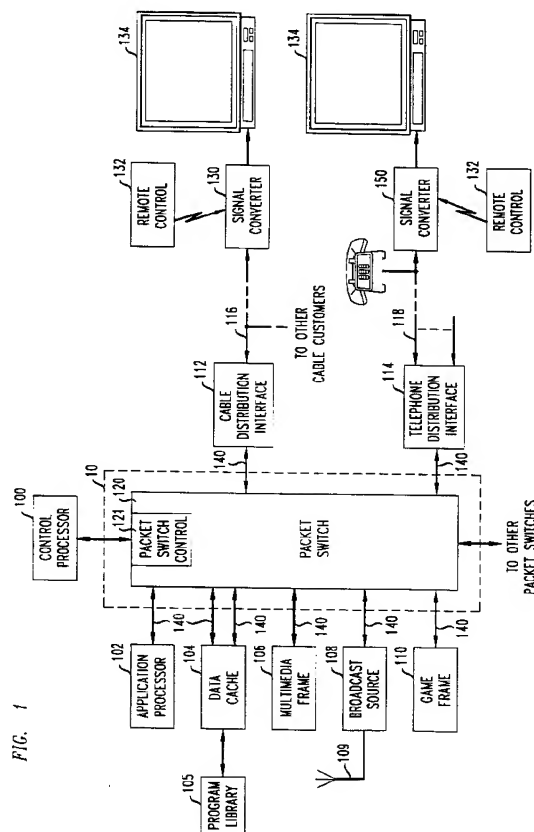 FIG. 1
100
CONTROL
PROCESSOR
10
120
121
PACKET
SWITCH
CONTROL
PACKET
SWITCH
TO OTHER
PACKET SWITCHES
102
APPLICATION
PROCESSOR
140
104
DATA
CACHE
140
140
105
PROGRAM
LIBRARY
106
MULTIMEDIA
FRAME
140
108
BROADCAST
SOURCE
140
109
110
GAME
FRAME
140
112
CABLE
DISTRIBUTION
INTERFACE
140
116
TO OTHER
CABLE CUSTOMERS
114
TELEPHONE
DISTRIBUTION
INTERFACE
140
118
132
REMOTE
CONTROL
130
SIGNAL
CONVERTER
134
150
SIGNAL
CONVERTER
132
REMOTE
CONTROL
134